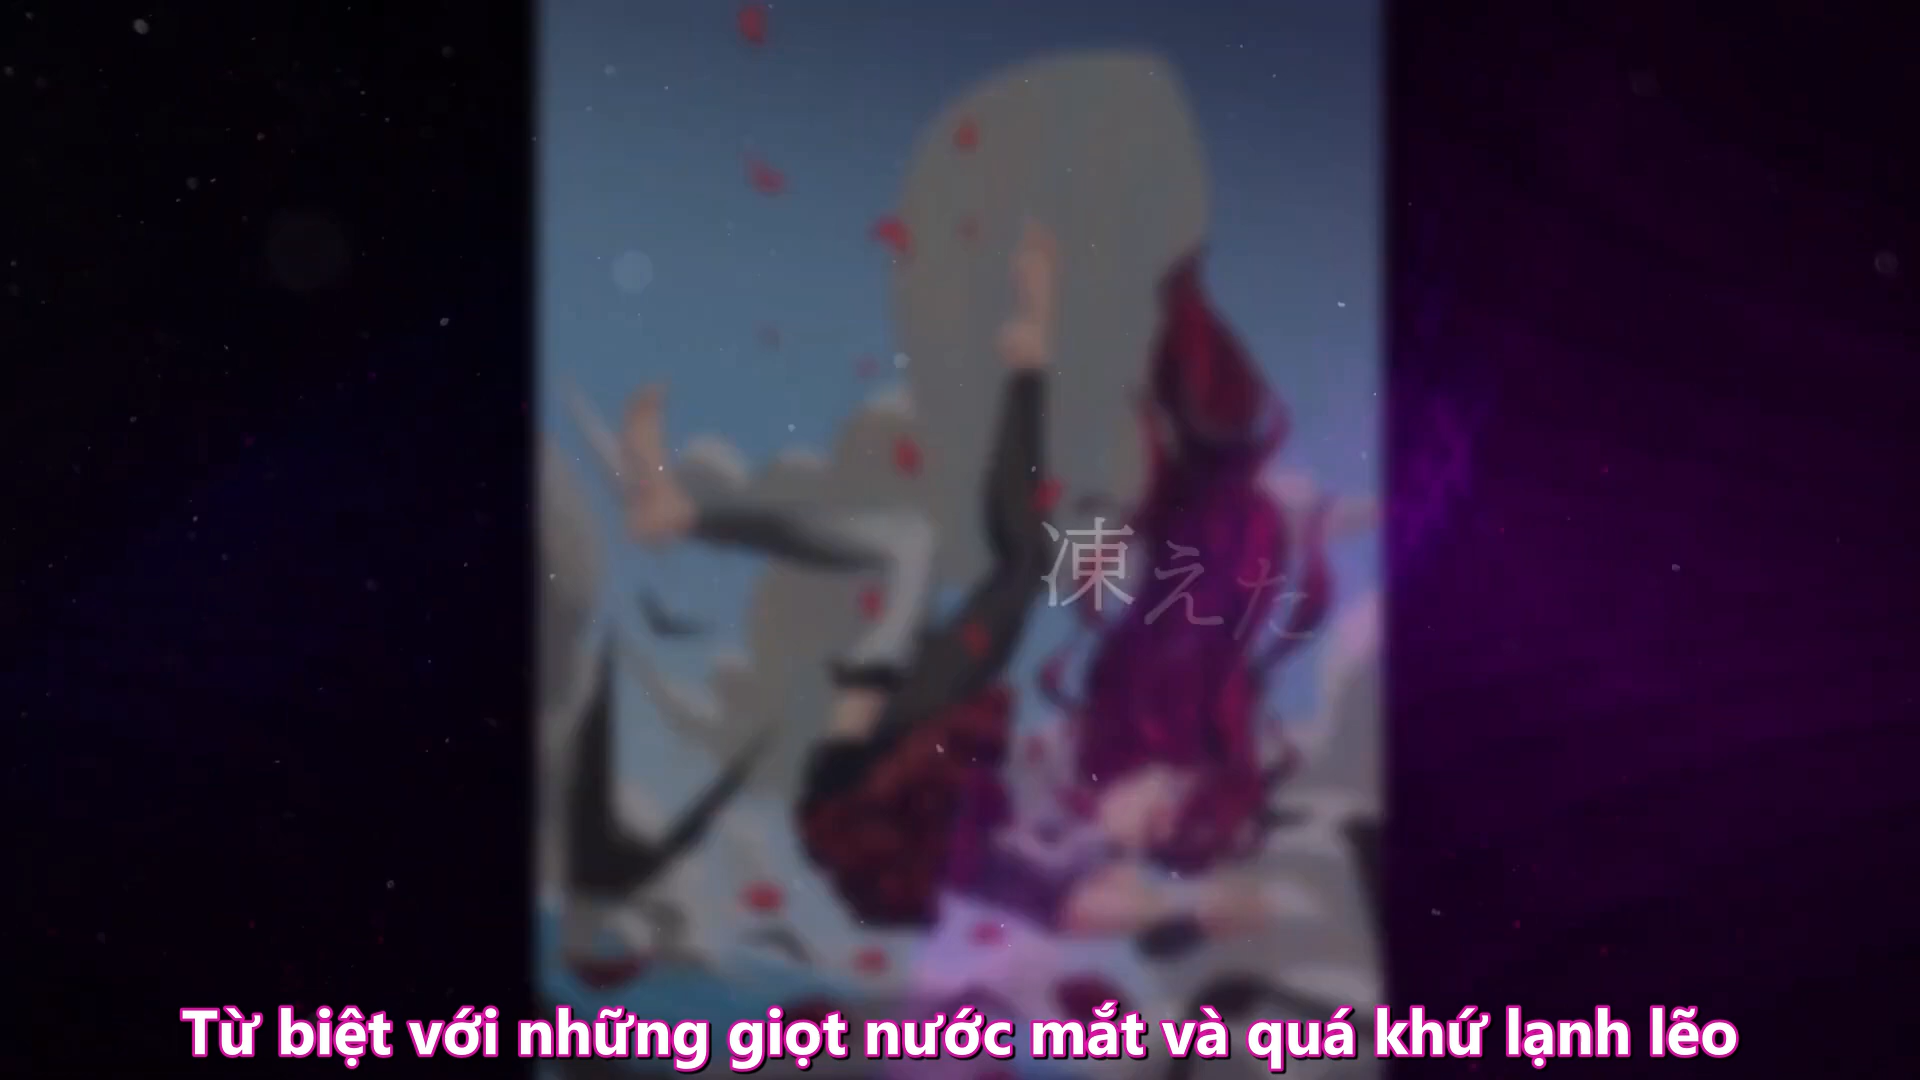 凍えた
Từ biệt với những giọt nước mắt và quá khứ lạnh lẽo